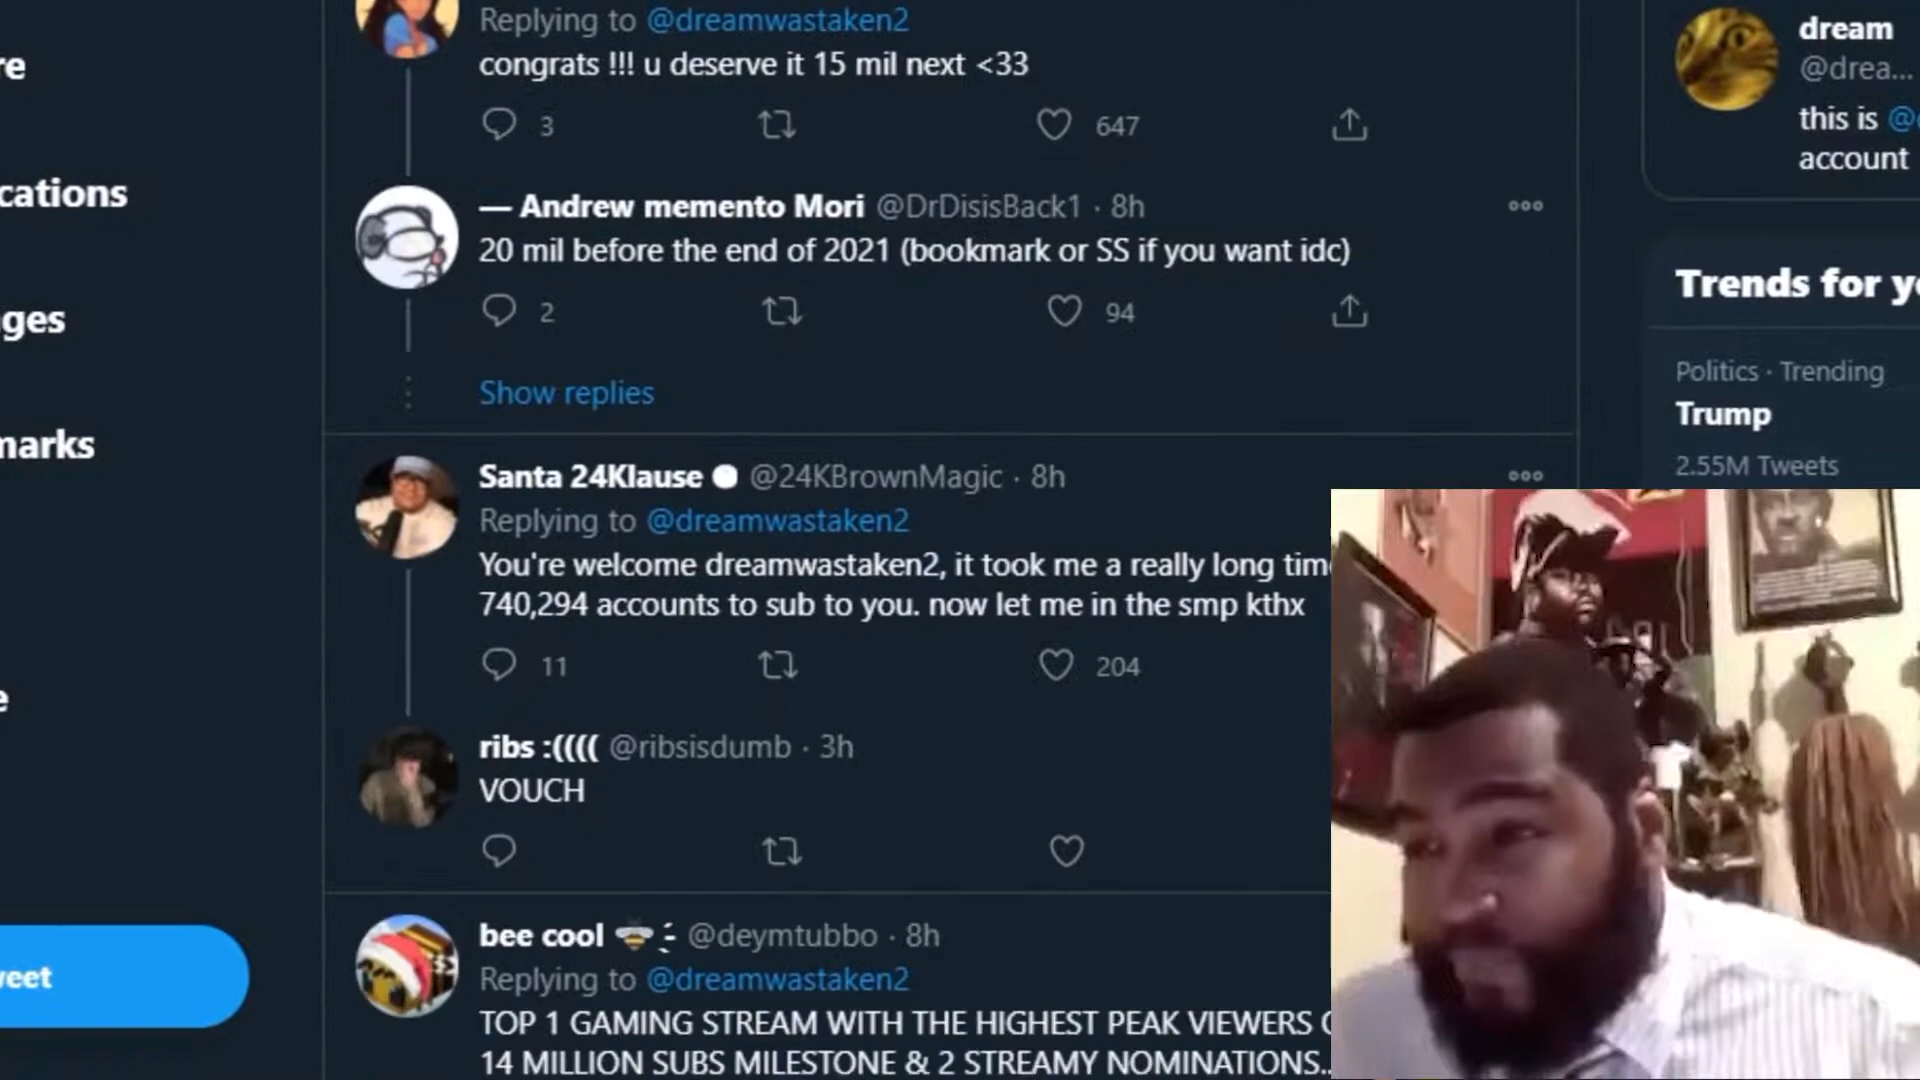 Replying to @dreamwastaken2
congrats !!! u deserve it 15 mil next <33
3 647
— Andrew memento Mori @DrDisisBack1 · 8h
20 mil before the end of 2021 (bookmark or SS if you want idc)
2 94
Show replies
Santa 24Klause @24KBrownMagic · 8h
Replying to @dreamwastaken2
You're welcome dreamwastaken2, it took me a really long tim
740,294 accounts to sub to you. now let me in the smp kthx
11 204
ribs :(((( @ribsisdumb · 3h
VOUCH
bee cool @deymtubbo · 8h
Replying to @dreamwastaken2
TOP 1 GAMING STREAM WITH THE HIGHEST PEAK VIEWERS
14 MILLION SUBS MILESTONE & 2 STREAMY NOMINATIONS..
re
cations
ges
marks
e
weet
dream
@drea...
this is @
account
Trends for yo
Politics · Trending
Trump
2.55M Tweets